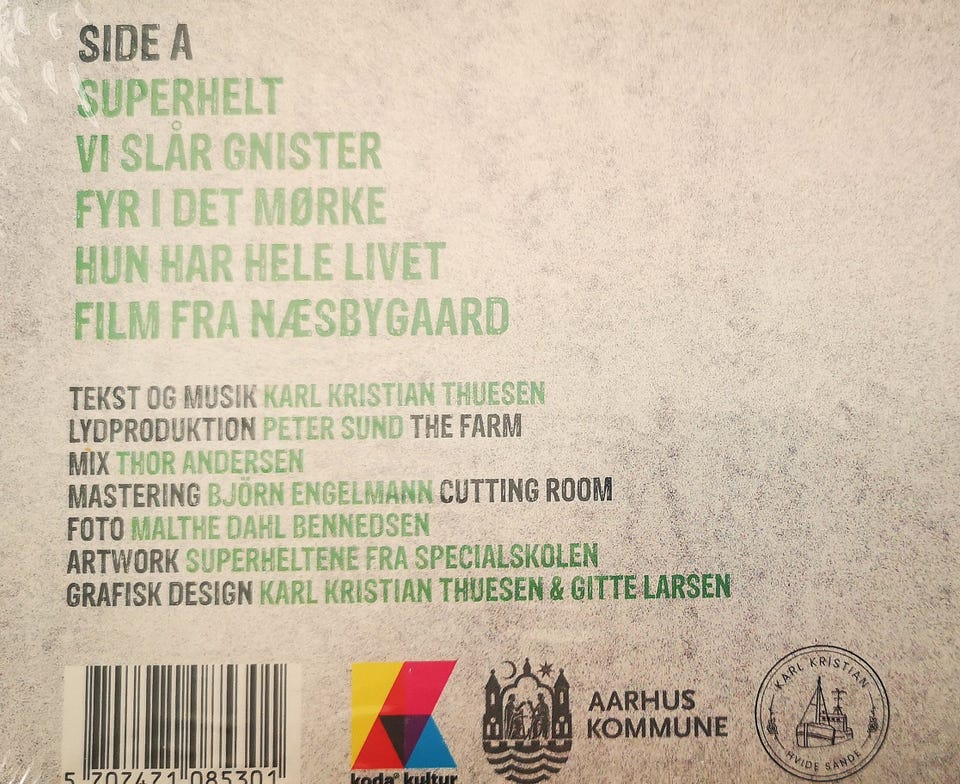 SIDE A
SUPERHELT
VI SLÅR GNISTER
FYR I DET MØRKE
HUN HAR HELE LIVET
FILM FRA NÆSBYGAARD
TEKST OG MUSIK KARL KRISTIAN THUESEN
LYDPRODUKTION PETER SUND THE FARM
MIX THOR ANDERSEN
MASTERING BJÖRN ENGELMANN CUTTING ROOM
FOTO MALTHE DAHL BENNEDSEN
ARTWORK SUPERHELTENE FRA SPECIALSKOLEN
GRAFISK DESIGN KARL KRISTIAN THUESEN & GITTE LARSEN
5 707471 085301
koda® kultur
AARHUS
KOMMUNE
KARL KRISTIAN
HVIDE SANDE